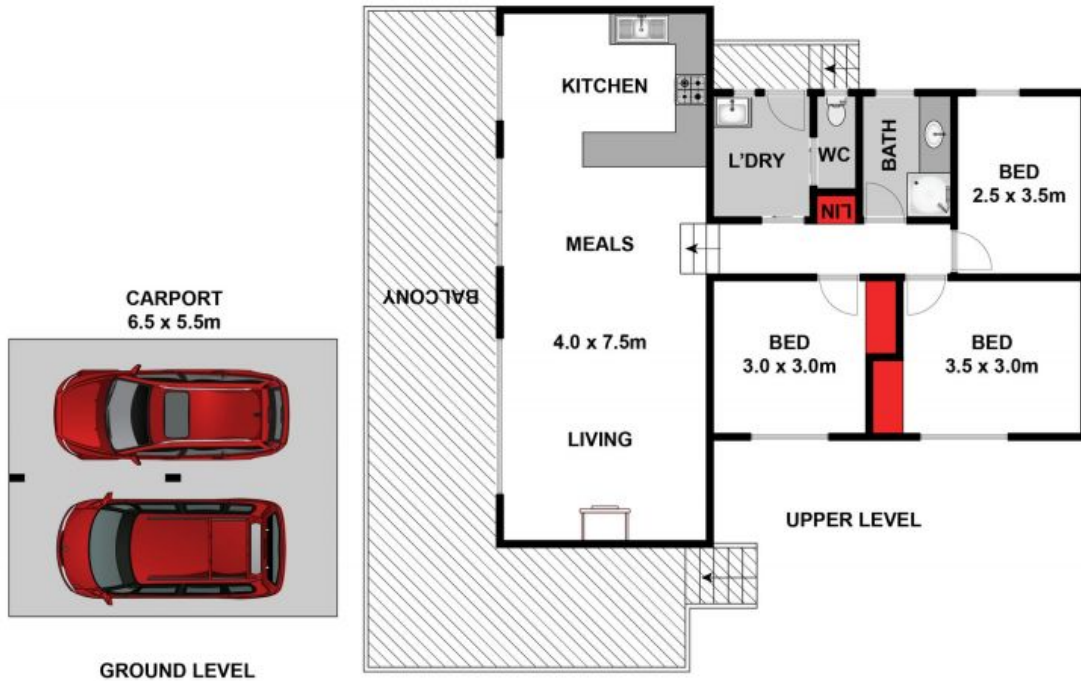 KITCHEN
L'DRY
WC
BATH
BED
2.5 x 3.5m
LIN
MEALS
BALCONY
CARPORT
6.5 x 5.5m
4.0 x 7.5m
BED
3.0 x 3.0m
BED
3.5 x 3.0m
LIVING
UPPER LEVEL
GROUND LEVEL